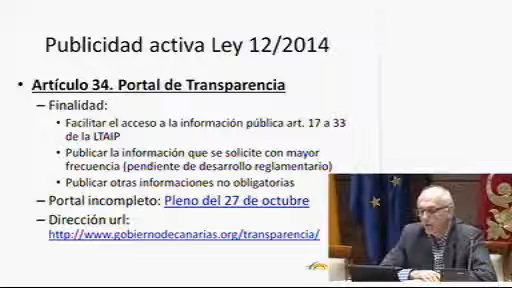 Publicidad activa Ley 12/2014
• Artículo 34. Portal de Transparencia
– Finalidad:
• Facilitar el acceso a la información pública art. 17 a 33
de la LTAIP
• Publicar la información que se solicite con mayor
frecuencia (pendiente de desarrollo reglamentario)
• Publicar otras informaciones no obligatorias
– Portal incompleto: Pleno del 27 de octubre
– Dirección url:
http://www.gobiernodecanarias.org/transparencia/